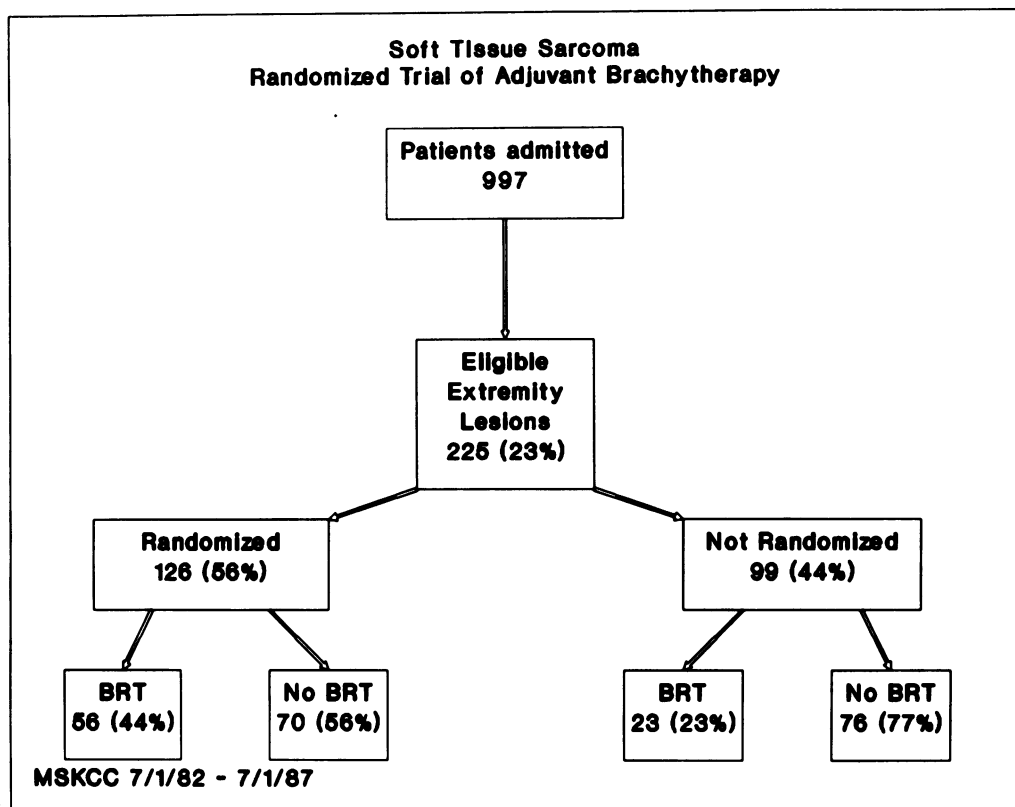 Soft Tissue Sarcoma
Randomized Trial of Adjuvant Brachytherapy
Patients admitted
997
Eligible
Extremity
Lesions
225 (23%)
Randomized
126 (56%)
Not Randomized
99 (44%)
BRT
56 (44%)
No BRT
70 (56%)
BRT
23 (23%)
No BRT
76 (77%)
MSKCC 7/1/82 - 7/1/87